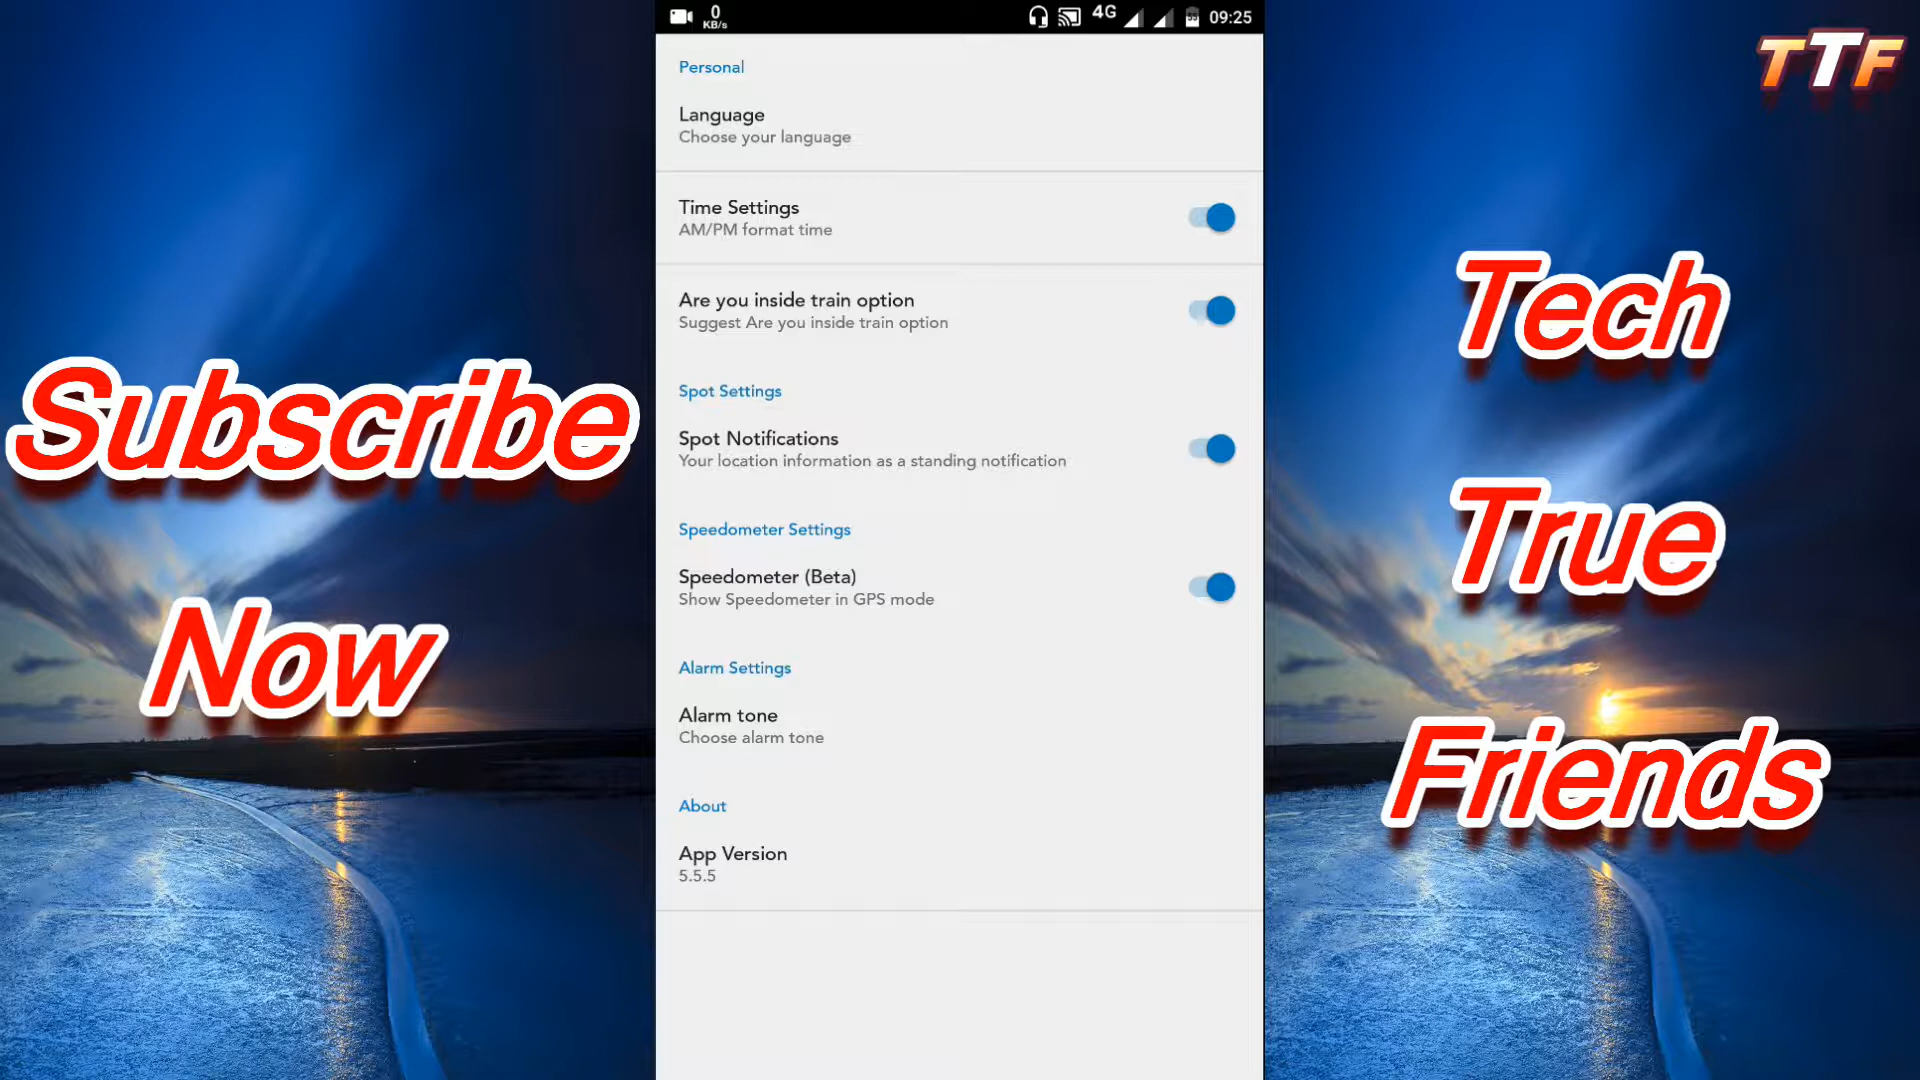 0
KB/s
4G
09:25
TTF
Personal
Language
Choose your language
Time Settings
AM/PM format time
Are you inside train option
Suggest Are you inside train option
Spot Settings
Spot Notifications
Your location information as a standing notification
Speedometer Settings
Speedometer (Beta)
Show Speedometer in GPS mode
Alarm Settings
Alarm tone
Choose alarm tone
About
App Version
5.5.5
Subscribe
Now
Tech
True
Friends